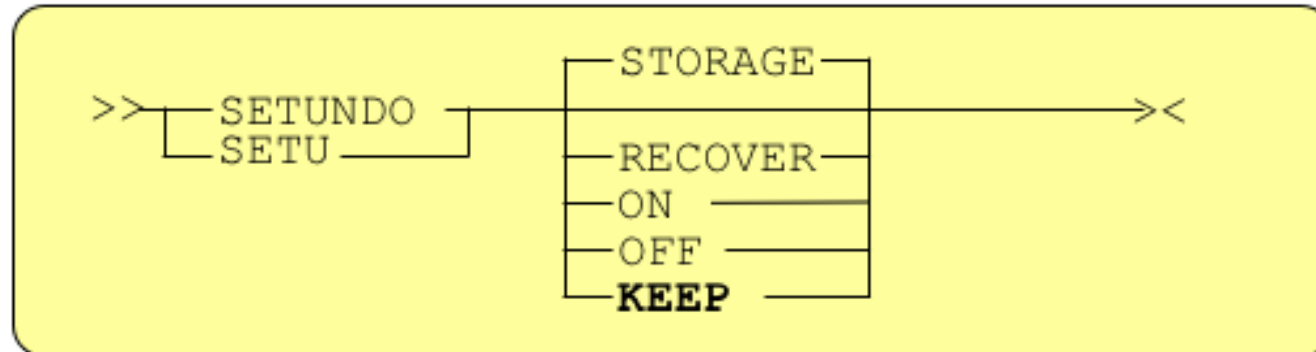 STORAGE
>> SETUNDO ><
SETU
RECOVER
ON
OFF
KEEP